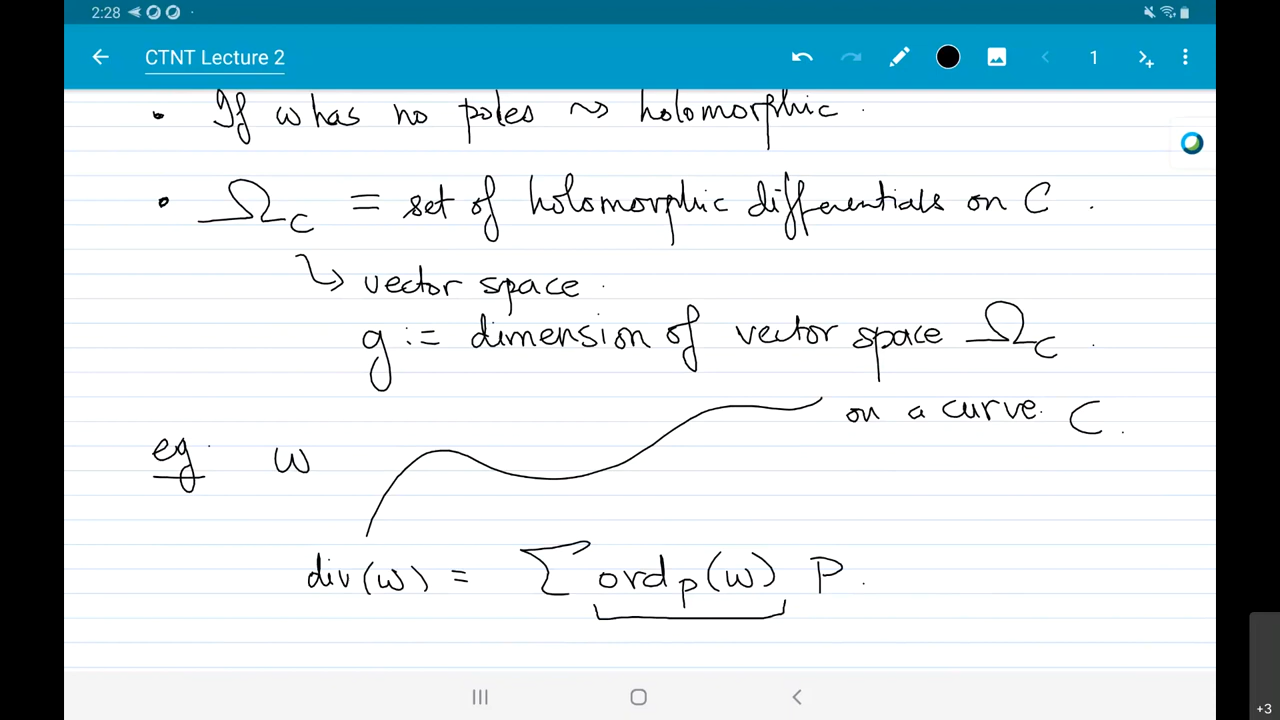 2:28
CTNT Lecture 2
1
• If ω has no poles ⇝ holomorphic.
• Ω_C = set of holomorphic differentials on C.
↳ vector space.
g := dimension of vector space Ω_C.
on a curve C.
eg. ω
div(ω) = ∑ ord_P(ω) P.
+3